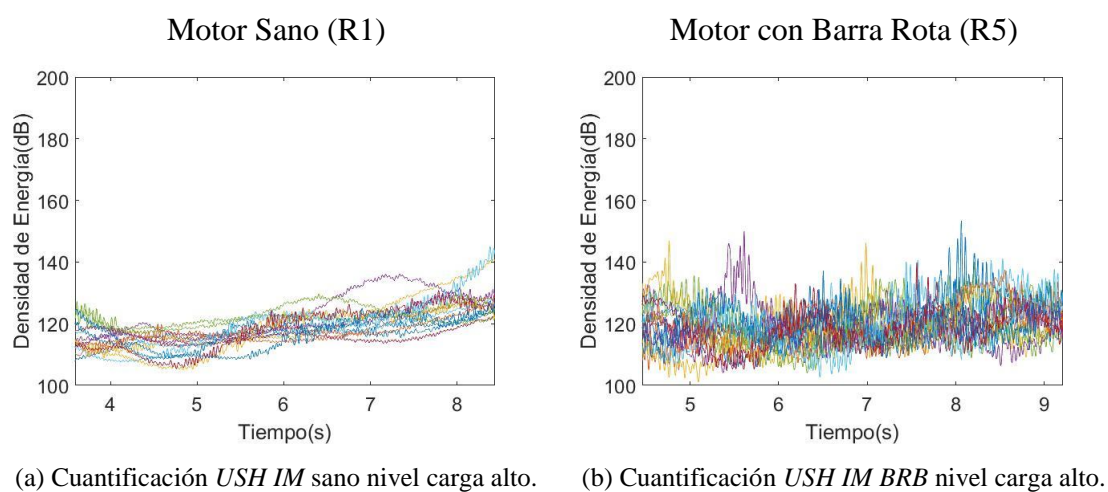 Motor Sano (R1)
Motor con Barra Rota (R5)
200
180
160
140
120
100
Densidad de Energía(dB)
4 5 6 7 8
Tiempo(s)
200
180
160
140
120
100
Densidad de Energía(dB)
5 6 7 8 9
Tiempo(s)
(a) Cuantificación USH IM sano nivel carga alto.
(b) Cuantificación USH IM BRB nivel carga alto.